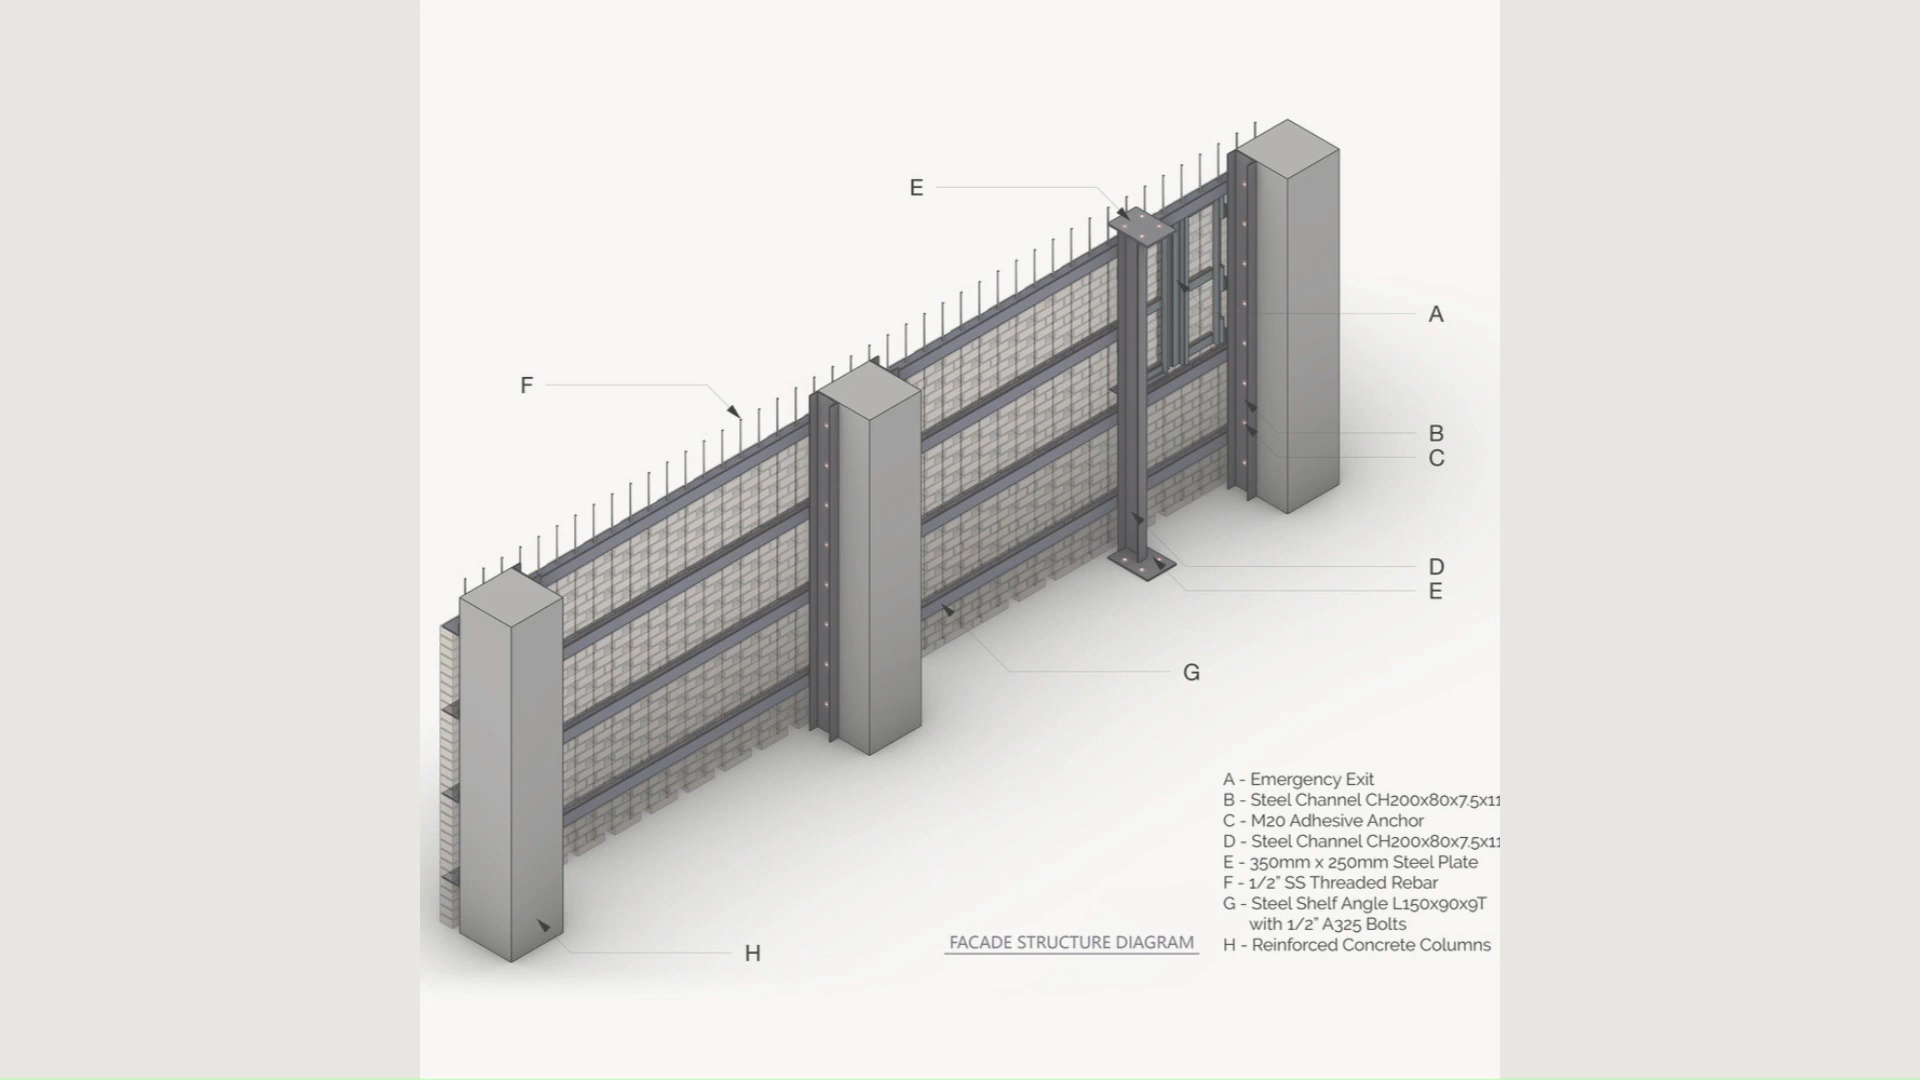 E
A
F
B
C
D
E
G
A - Emergency Exit
B - Steel Channel CH200x80x7.5x11
C - M20 Adhesive Anchor
D - Steel Channel CH200x80x7.5x11
E - 350mm x 250mm Steel Plate
F - 1/2” SS Threaded Rebar
G - Steel Shelf Angle L150x90x9T
with 1/2” A325 Bolts
H - Reinforced Concrete Columns
FACADE STRUCTURE DIAGRAM
H